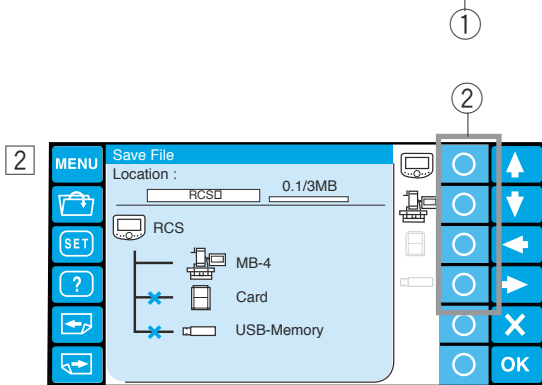 1
2
2
MENU
Save File
Location :
RCS
0.1/3MB
SET
RCS
?
MB-4
Card
USB-Memory
OK